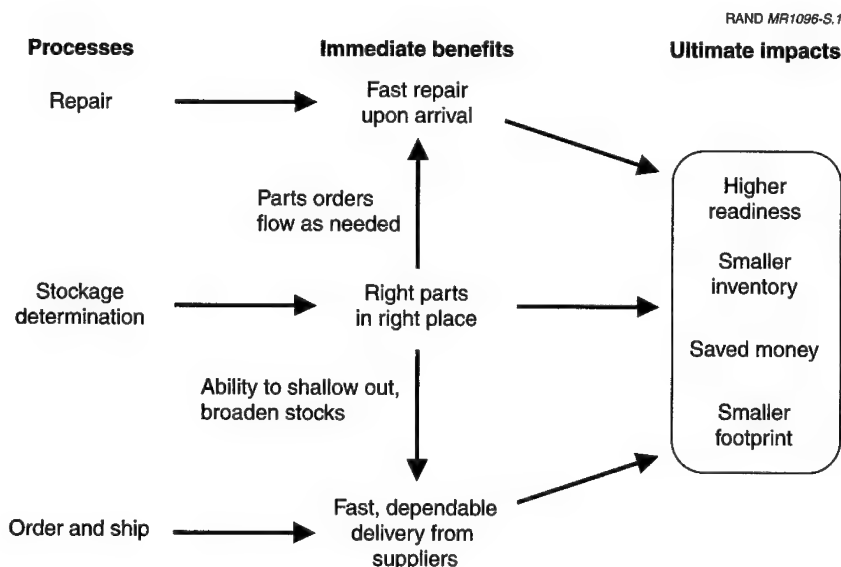 RAND MR1096-S.1
Processes
Immediate benefits
Ultimate impacts
Repair
Fast repair
upon arrival
Parts orders
flow as needed
Higher
readiness
Smaller
inventory
Saved money
Smaller
footprint
Stockage
determination
Right parts
in right place
Ability to shallow out,
broaden stocks
Order and ship
Fast, dependable
delivery from
suppliers